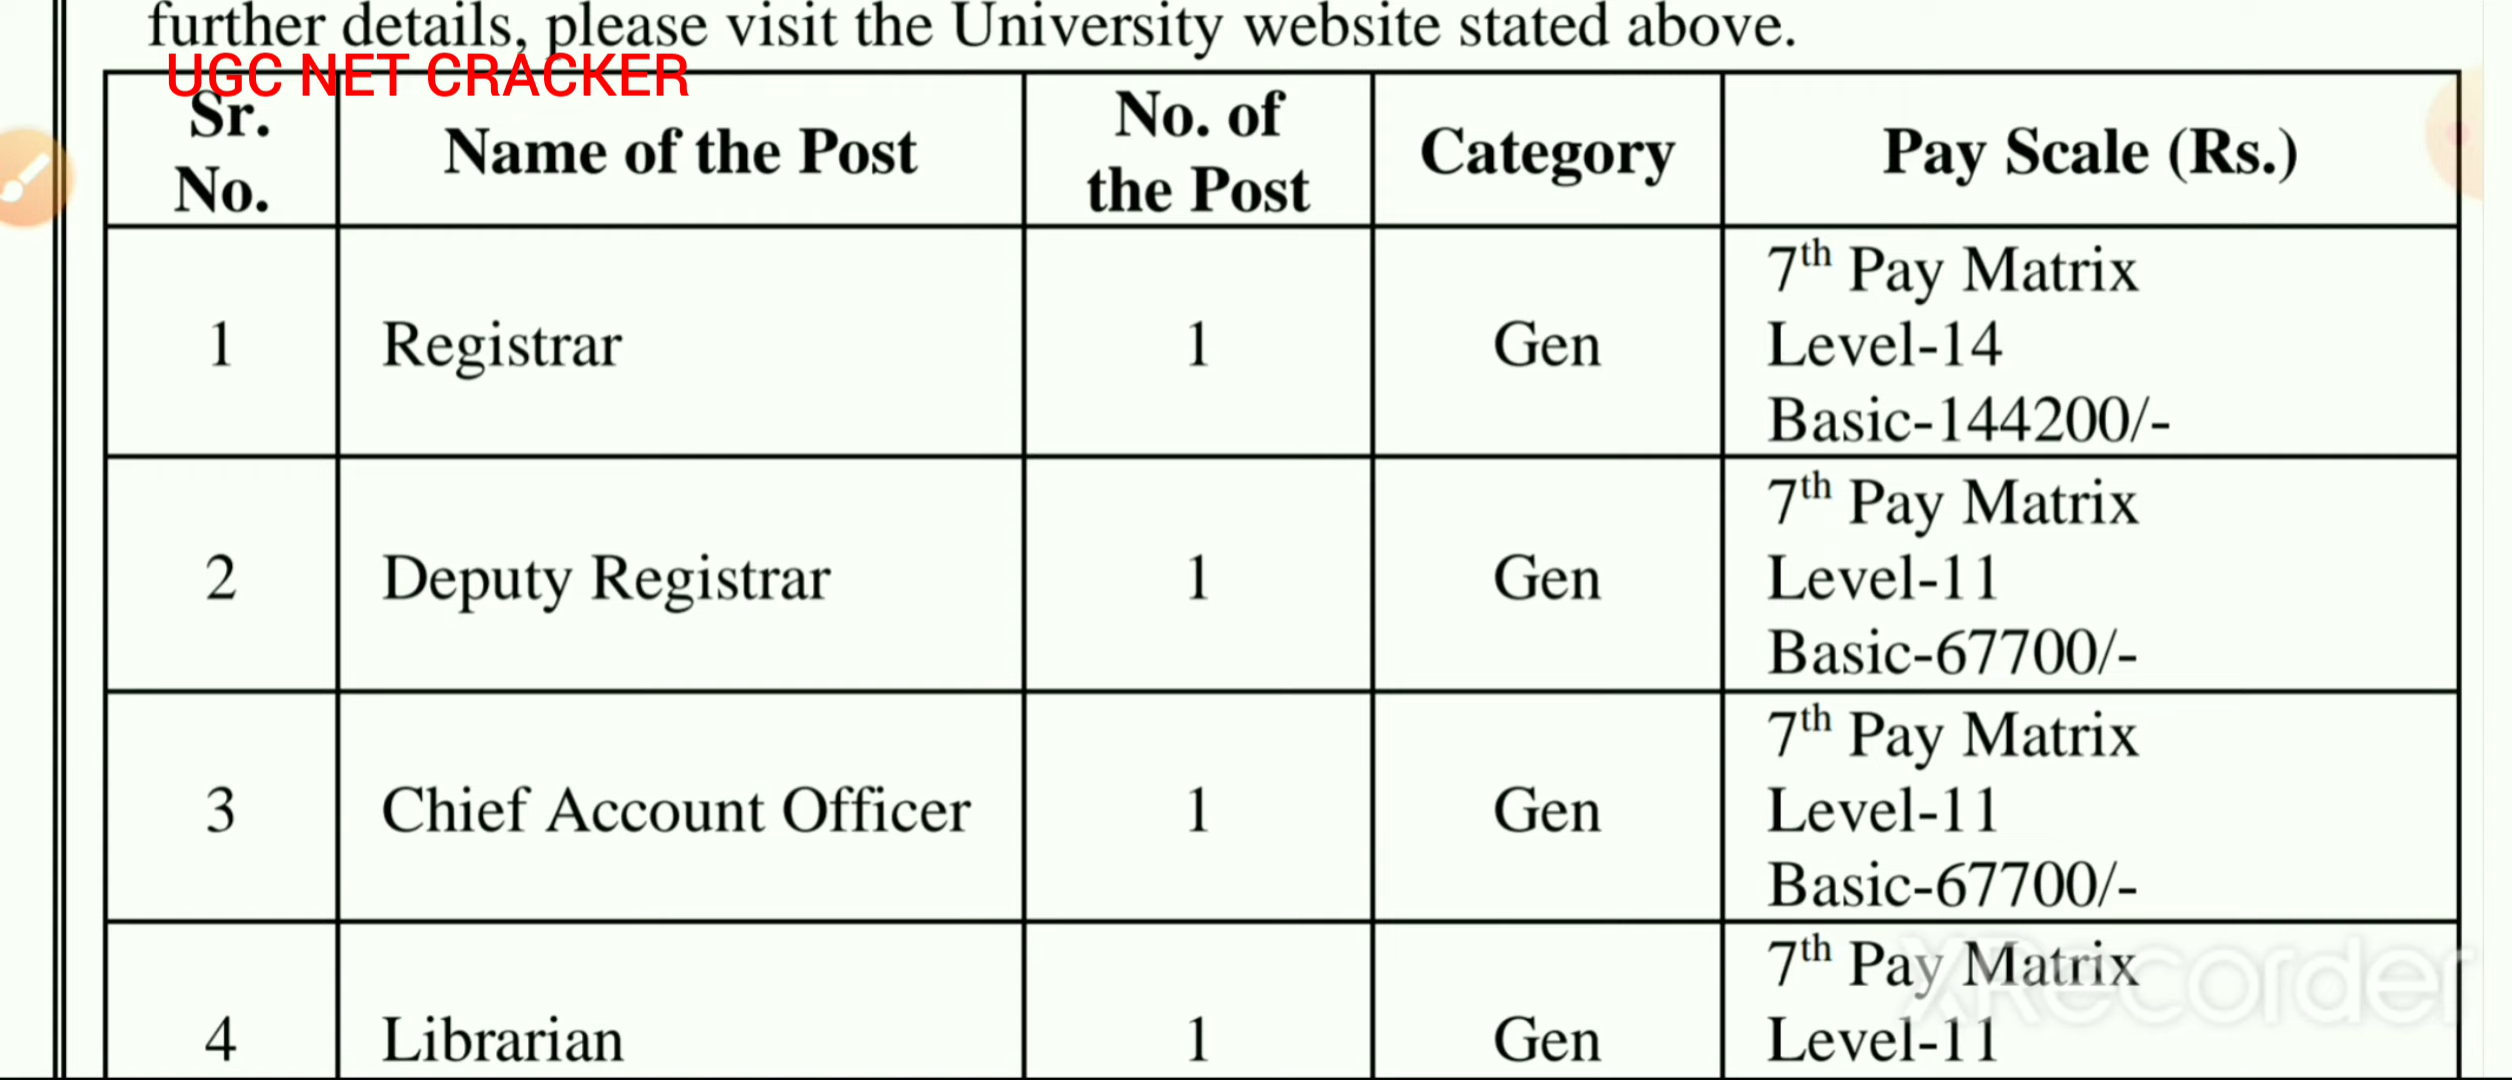 further details, please visit the University website stated above.
UGC NET CRACKER
Sr. No. Name of the Post No. of the Post Category Pay Scale (Rs.)
1 Registrar 1 Gen 7th Pay Matrix
Level-14
Basic-144200/-
2 Deputy Registrar 1 Gen 7th Pay Matrix
Level-11
Basic-67700/-
3 Chief Account Officer 1 Gen 7th Pay Matrix
Level-11
Basic-67700/-
4 Librarian 1 Gen 7th Pay Matrix
Level-11
XRecorder